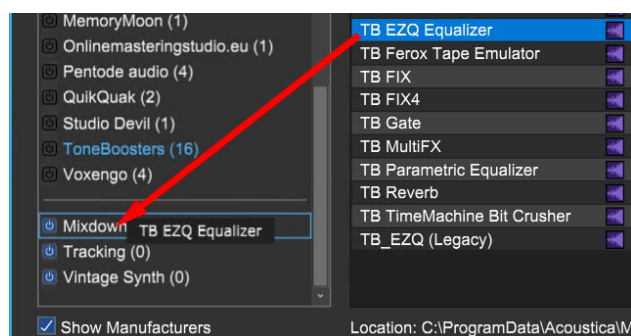 MemoryMoon (1)
Onlinemasteringstudio.eu (1)
Pentode audio (4)
QuikQuak (2)
Studio Devil (1)
ToneBoosters (16)
Voxengo (4)
Mixdown
TB EZQ Equalizer
Tracking (0)
Vintage Synth (0)
Show Manufacturers
TB EZQ Equalizer
TB Ferox Tape Emulator
TB FIX
TB FIX4
TB Gate
TB MultiFX
TB Parametric Equalizer
TB Reverb
TB TimeMachine Bit Crusher
TB_EZQ (Legacy)
Location: C:\ProgramData\Acoustica\M